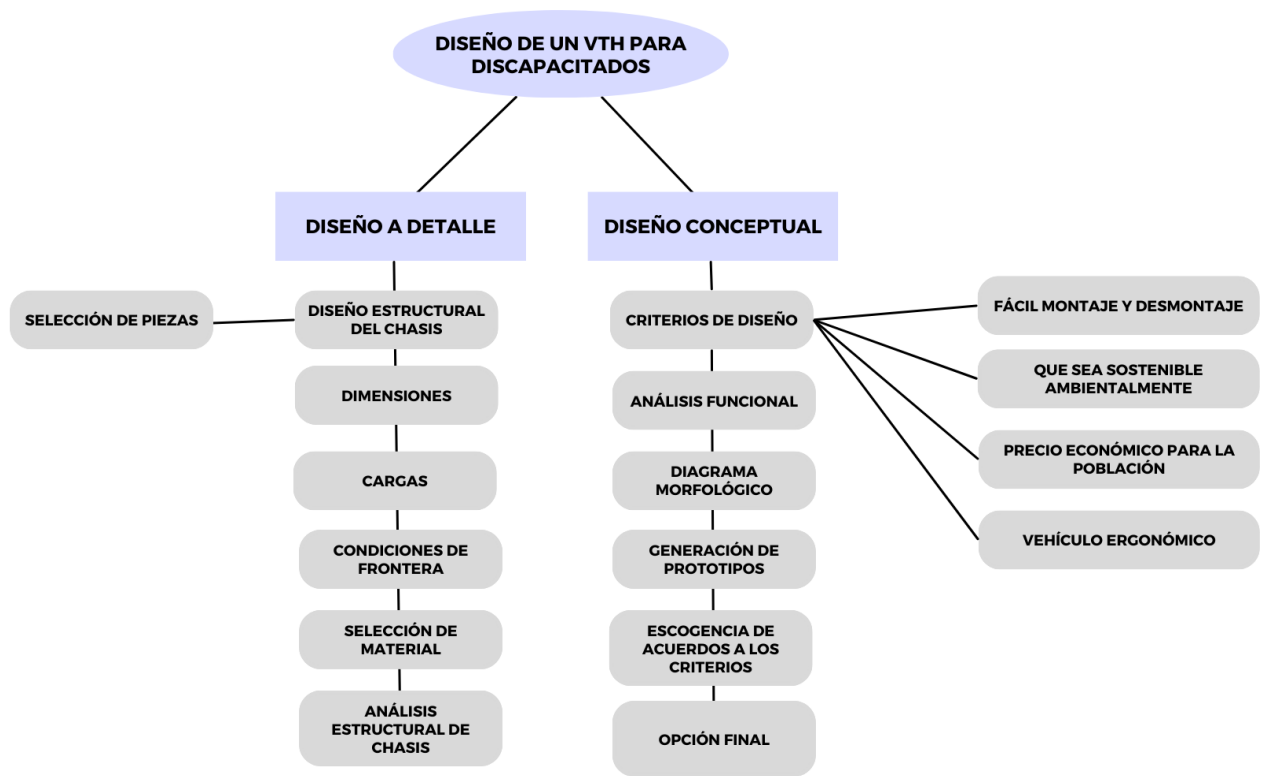 DISEÑO DE UN VTH PARA
DISCAPACITADOS
DISEÑO A DETALLE
DISEÑO CONCEPTUAL
SELECCIÓN DE PIEZAS
DISEÑO ESTRUCTURAL
DEL CHASIS
DIMENSIONES
CARGAS
CONDICIONES DE
FRONTERA
SELECCIÓN DE
MATERIAL
ANÁLISIS
ESTRUCTURAL DE
CHASIS
CRITERIOS DE DISEÑO
ANÁLISIS FUNCIONAL
DIAGRAMA
MORFOLÓGICO
GENERACIÓN DE
PROTOTIPOS
ESCOGENCIA DE
ACUERDOS A LOS
CRITERIOS
OPCIÓN FINAL
FÁCIL MONTAJE Y DESMONTAJE
QUE SEA SOSTENIBLE
AMBIENTALMENTE
PRECIO ECONÓMICO PARA LA
POBLACIÓN
VEHÍCULO ERGONÓMICO